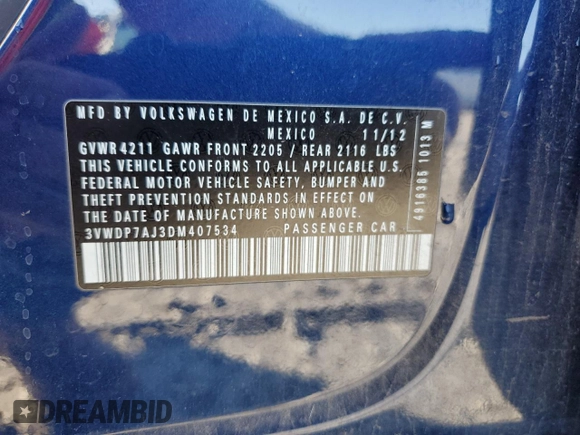 MFD BY VOLKSWAGEN DE MEXICO S.A. DE C.V.
MEXICO 11/12
GVWR 4211 GAWR FRONT 2205 / REAR 2116 LBS
THIS VEHICLE CONFORMS TO ALL APPLICABLE U.S.
FEDERAL MOTOR VEHICLE SAFETY, BUMPER AND
THEFT PREVENTION STANDARDS IN EFFECT ON
THE DATE OF MANUFACTURE SHOWN ABOVE.
3VWDP7AJ3DM407534 PASSENGER CAR
4916385 1013 M
DREAMBID